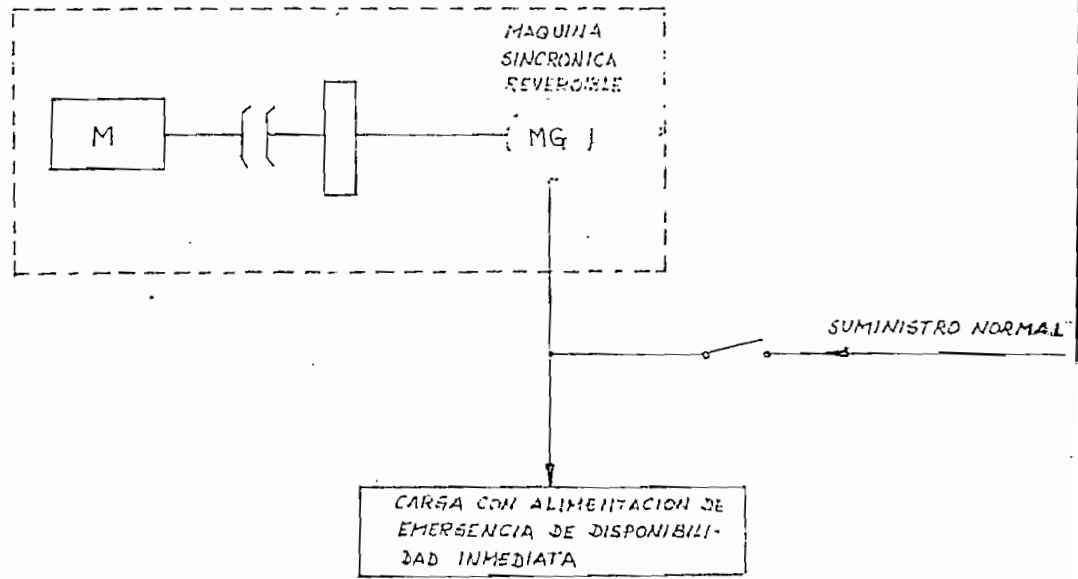 MAQUINA
SINCRONICA
REVERSIBLE
M
MG
SUMINISTRO NORMAL
CARGA CON ALIMENTACION DE
EMERGENCIA DE DISPONIBILI-
DAD INMEDIATA